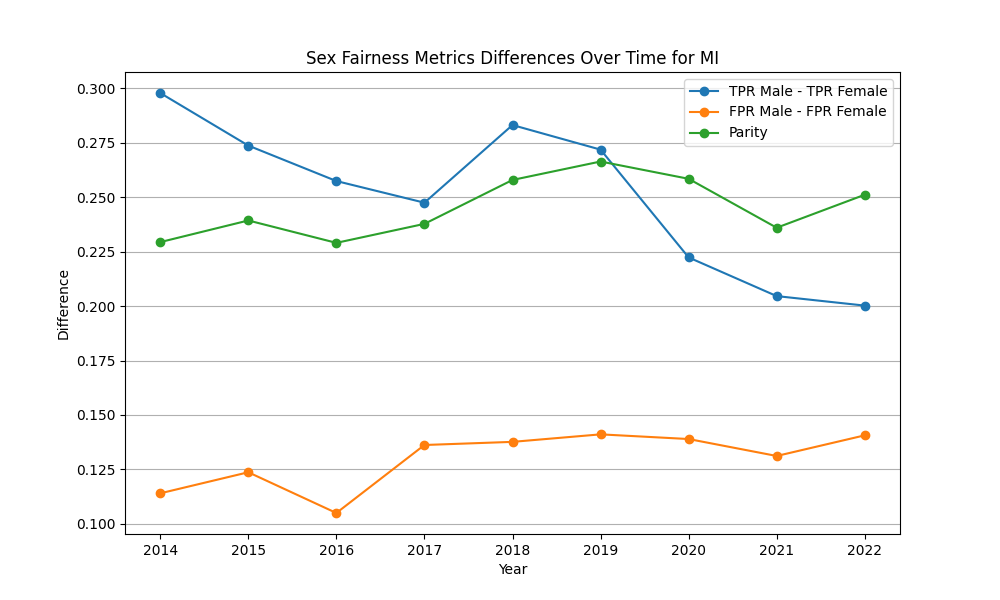 Sex Fairness Metrics Differences Over Time for MI
TPR Male - TPR Female
FPR Male - FPR Female
Parity
0.300
0.275
0.250
0.225
0.200
0.175
0.150
0.125
0.100
Difference
2014 2015 2016 2017 2018 2019 2020 2021 2022
Year